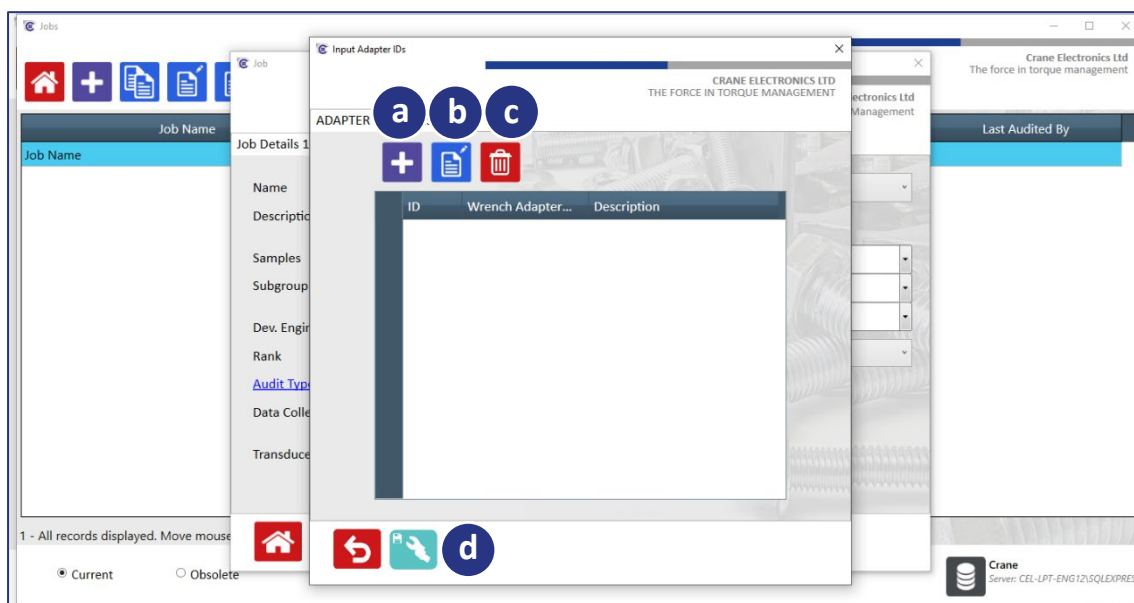 Jobs
Crane Electronics Ltd
The force in torque management
Job Name
Last Audited By
Job Name
1 - All records displayed. Move mouse
Current
Obsolete
Crane
Server: CEL-LPT-ENG12\SQLEXPRES
Job
ectronics Ltd
Management
Job Details 1
Name
Descriptio
Samples
Subgroup
Dev. Engin
Rank
Audit Type
Data Colle
Transduce
Input Adapter IDs
CRANE ELECTRONICS LTD
THE FORCE IN TORQUE MANAGEMENT
ADAPTER
a b c
ID Wrench Adapter... Description
d